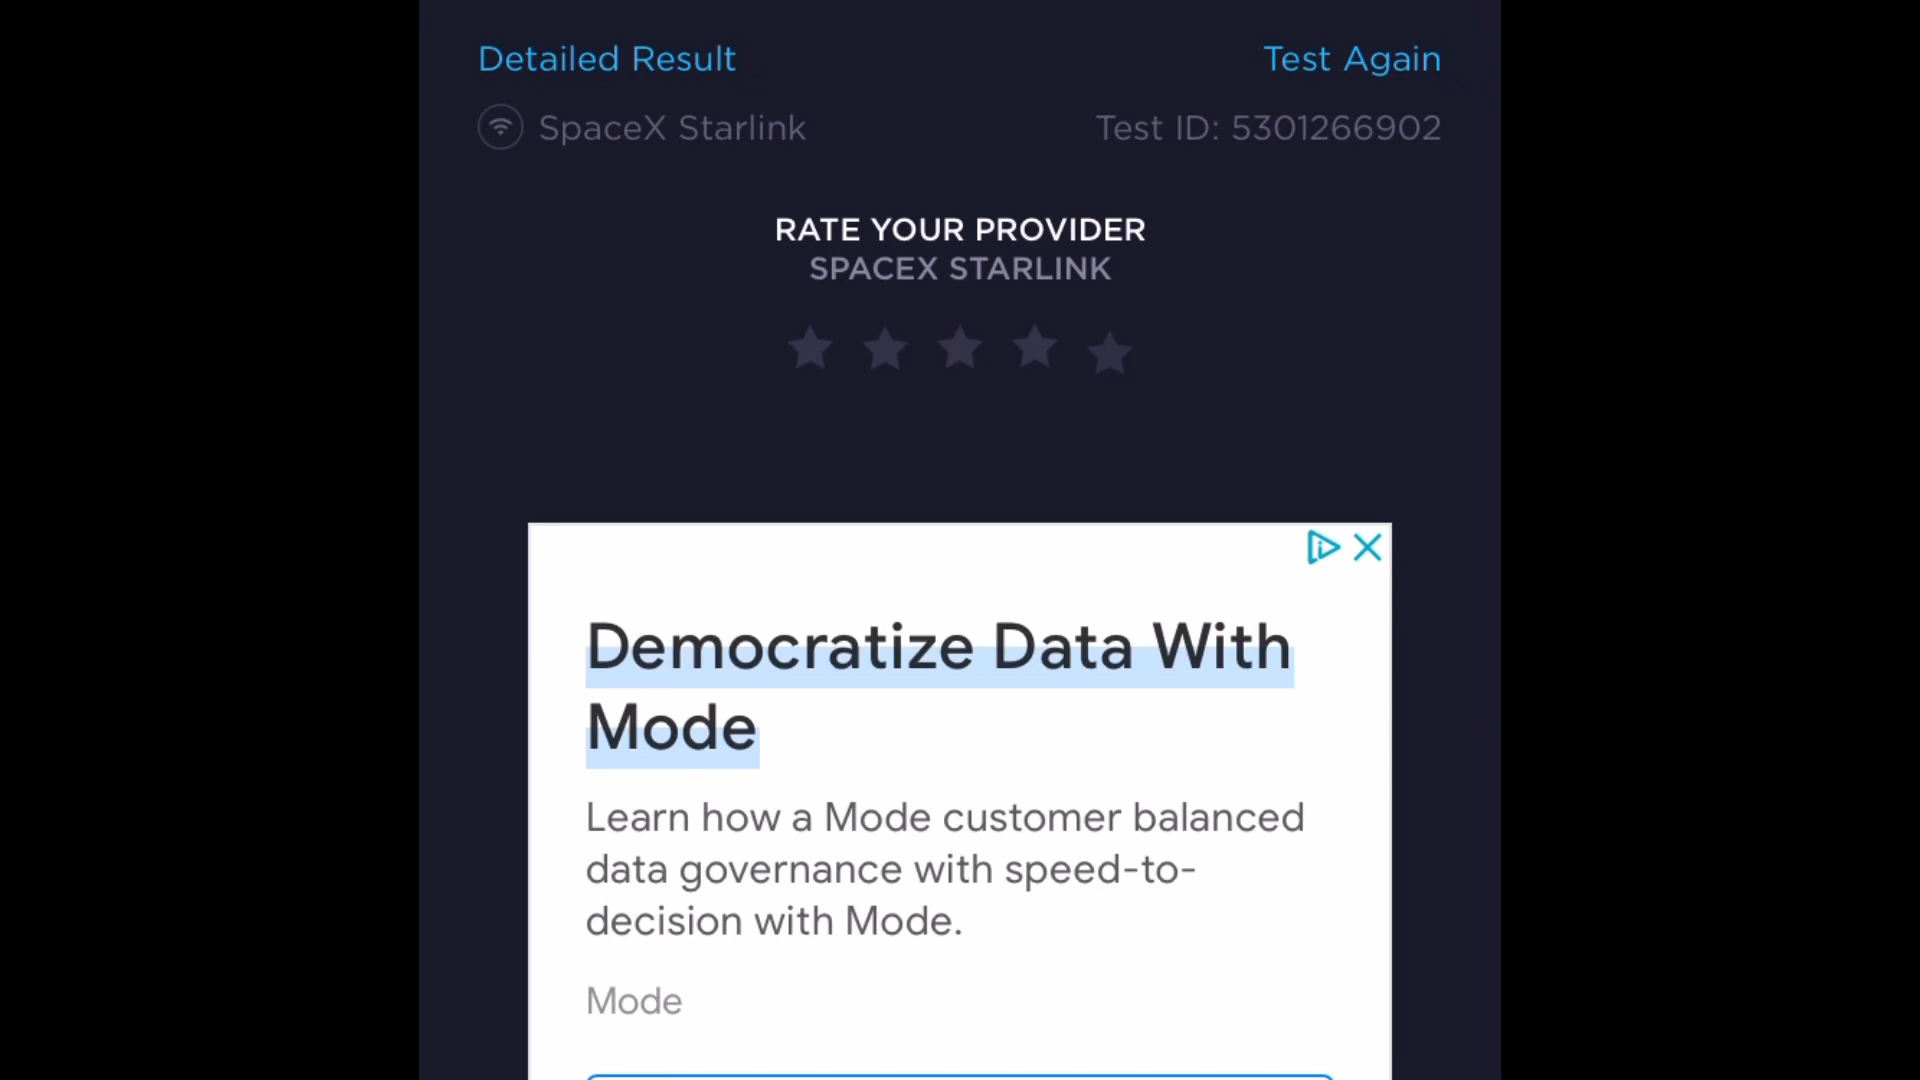 Detailed Result
Test Again
SpaceX Starlink
Test ID: 5301266902
RATE YOUR PROVIDER
SPACEX STARLINK
Democratize Data With
Mode
Learn how a Mode customer balanced
data governance with speed-to-
decision with Mode.
Mode